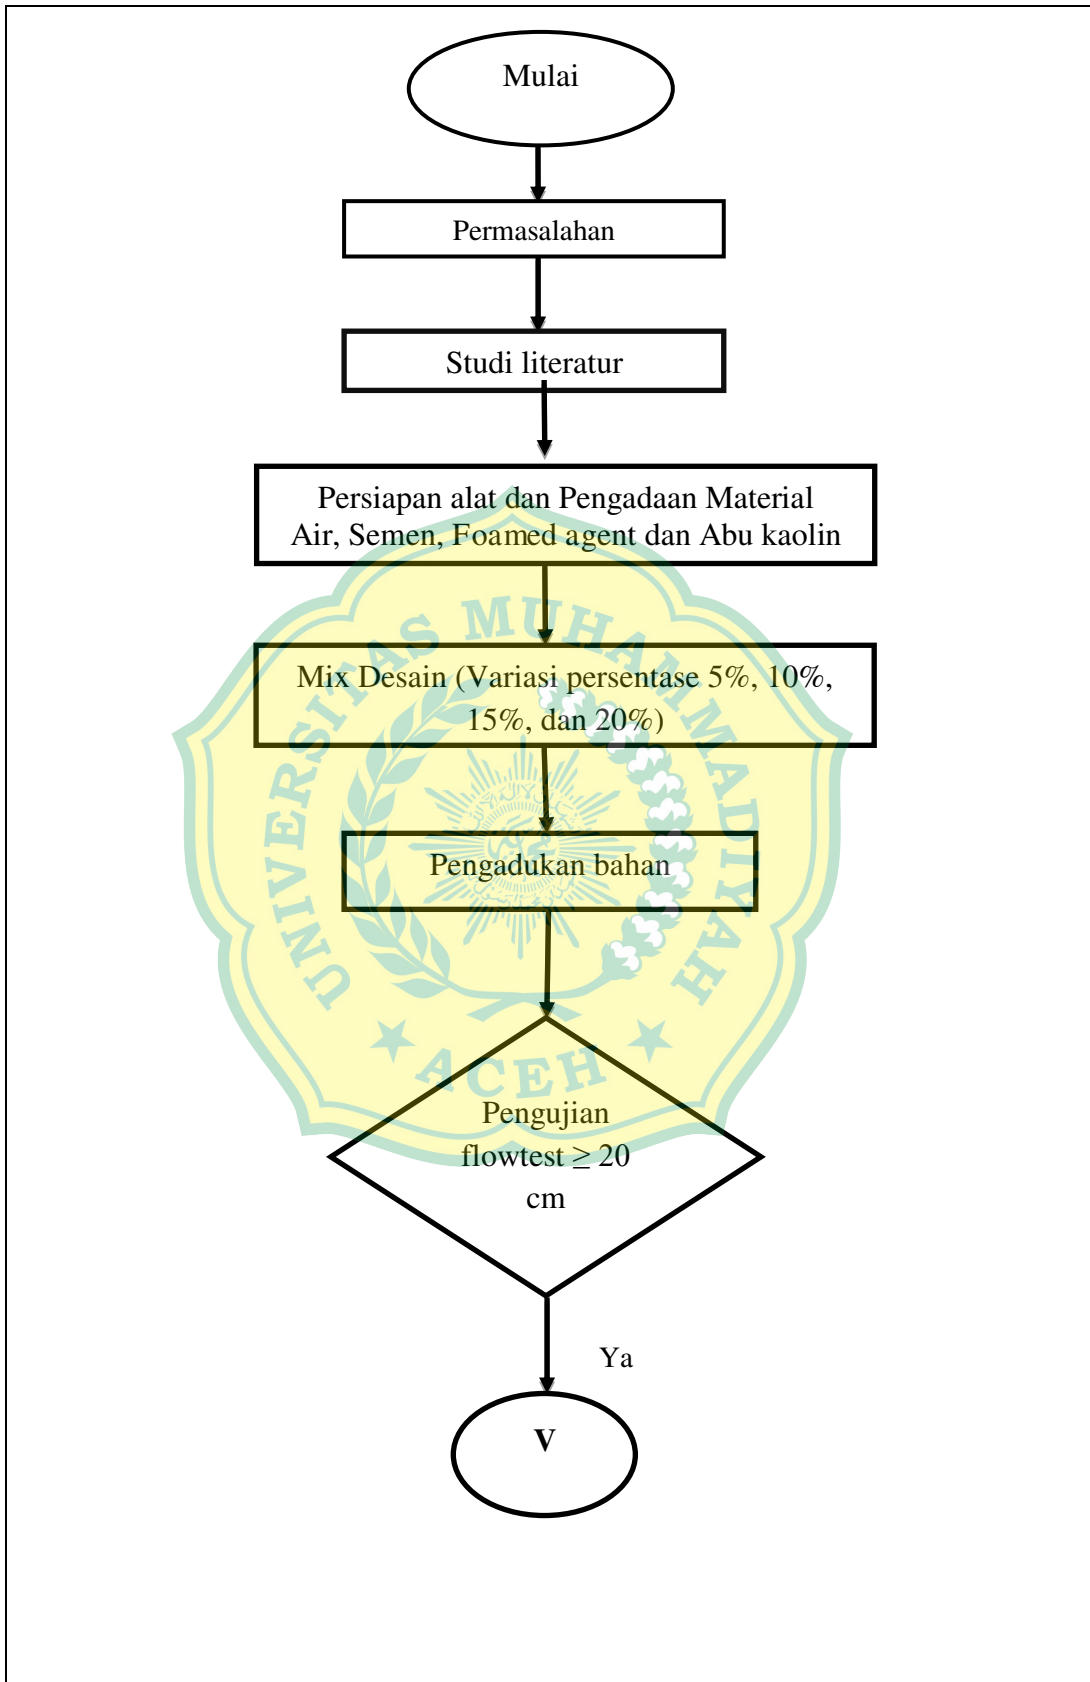 Mulai
Permasalahan
Studi literatur
Persiapan alat dan Pengadaan Material
Air, Semen, Foamed agent dan Abu kaolin
Mix Desain (Variasi persentase 5%, 10%,
15%, dan 20%)
Pengadukan bahan
Pengujian
flowtest ≥ 20
cm
Ya
V
UNIVERSITAS MUHAMMADIYAH
ACEH